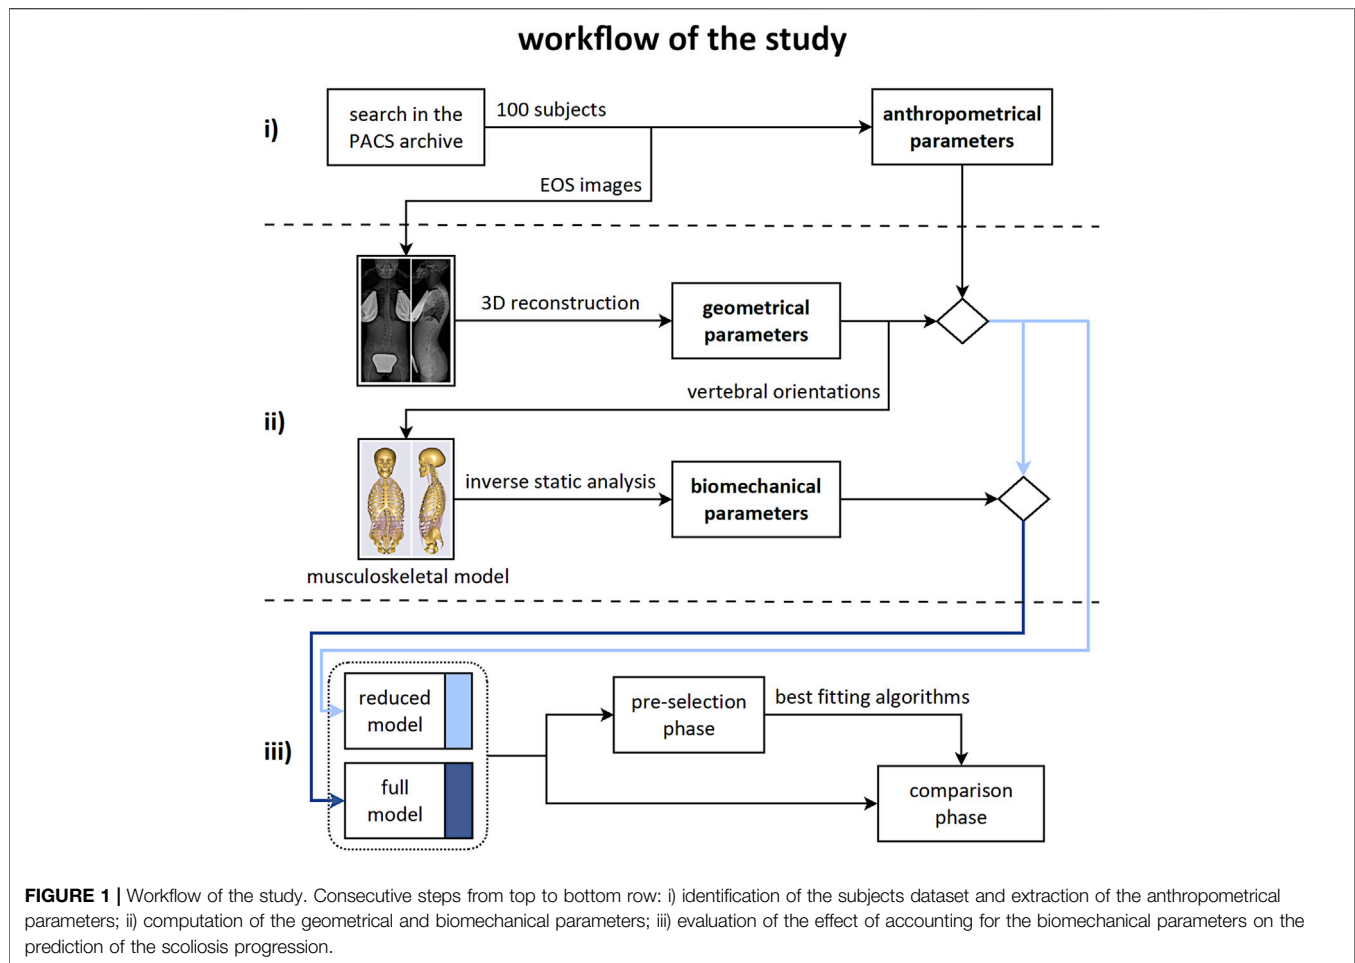 workflow of the study
i)
search in the
PACS archive
100 subjects
anthropometrical
parameters
EOS images
3D reconstruction
geometrical
parameters
vertebral orientations
ii)
inverse static analysis
biomechanical
parameters
musculoskeletal model
iii)
reduced
model
full
model
pre-selection
phase
best fitting algorithms
comparison
phase
FIGURE 1 | Workflow of the study. Consecutive steps from top to bottom row: i) identification of the subjects dataset and extraction of the anthropometrical
parameters; ii) computation of the geometrical and biomechanical parameters; iii) evaluation of the effect of accounting for the biomechanical parameters on the
prediction of the scoliosis progression.